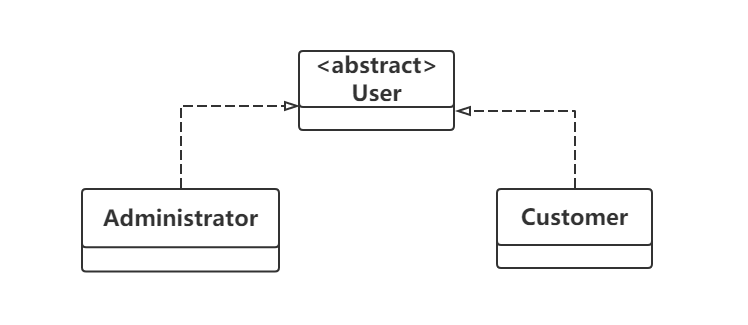 <abstract>
User
Administrator
Customer